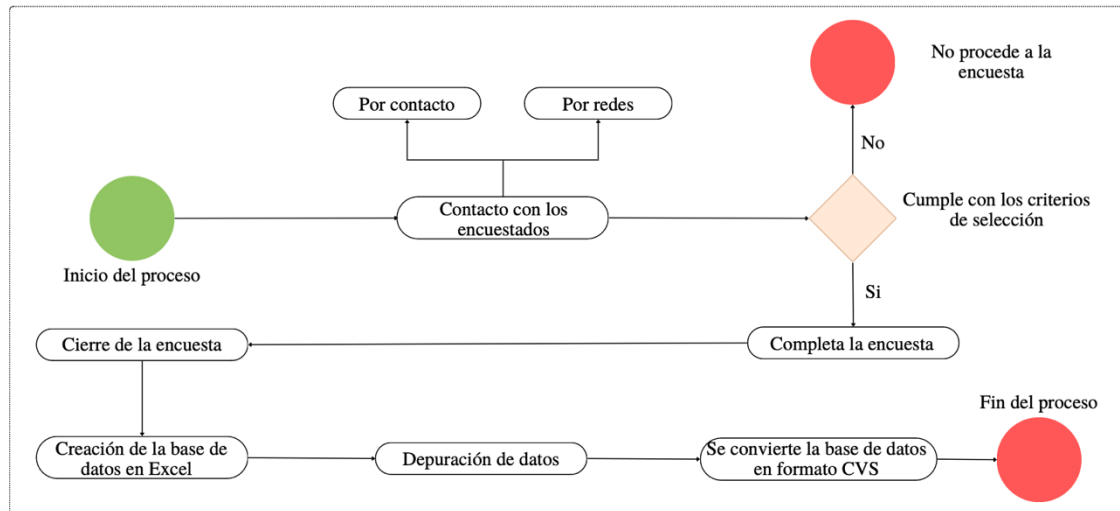 No procede a la
encuesta
Por contacto
Por redes
No
Contacto con los
encuestados
Cumple con los criterios
de selección
Inicio del proceso
Si
Cierre de la encuesta
Completa la encuesta
Fin del proceso
Creación de la base de
datos en Excel
Depuración de datos
Se convierte la base de datos
en formato CVS